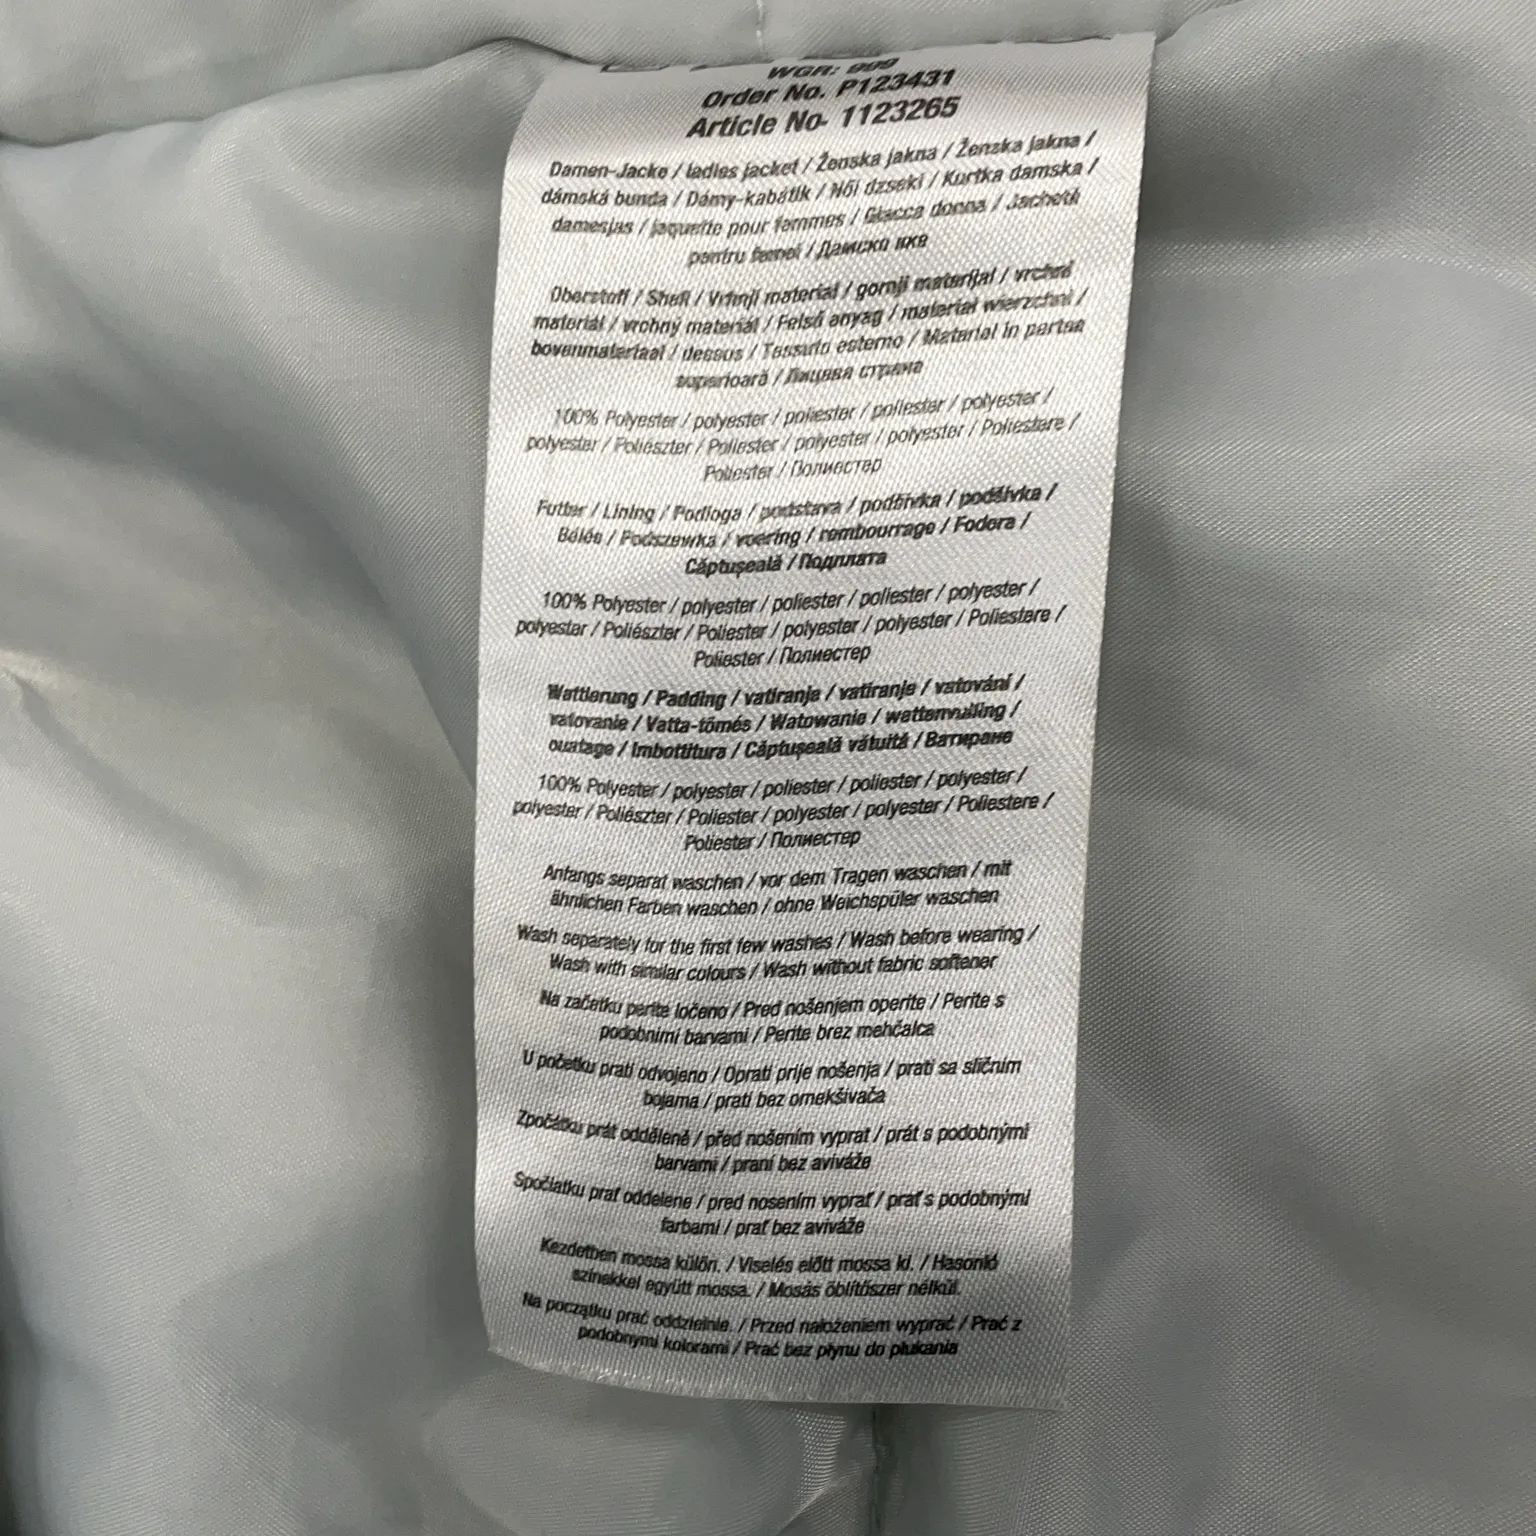 WGR: 999
Order No. P123431
Article No. 1123265
Damen-Jacke / ladies jacket / Ženska jakna / Ženska jakna /
dámská bunda / Dámy-kabátik / Női dzseki / Kurtka damska /
damesjas / jaquette pour femmes / Giacca donna / Jachetă
pentru femei / Дамско яке
Oberstoff / Shell / Vrhnji material / gornji materijal / vrchní
materiál / vrchný materiál / Felső anyag / materiał wierzchni /
bovenmateriaal / dessus / Tessuto esterno / Material în partea
superioară / Лицева страна
100% Polyester / polyester / poliester / poliester / polyester /
polyester / Poliészter / Poliester / polyester / polyester / Poliestere /
Poliester / Полиестер
Futter / Lining / Podloga / podstava / podšívka / podšívka /
Bélés / Podszewka / voering / rembourrage / Fodera /
Căptuşeală / Подплата
100% Polyester / polyester / poliester / poliester / polyester /
polyester / Poliészter / Poliester / polyester / polyester / Poliestere /
Poliester / Полиестер
Wattierung / Padding / vatiranje / vatiranje / vatování /
vatovanie / Vatta-tömés / Watowanie / wattenvulling /
ouatage / Imbottitura / Căptuşeală vătuită / Ватиране
100% Polyester / polyester / poliester / poliester / polyester /
polyester / Poliészter / Poliester / polyester / polyester / Poliestere /
Poliester / Полиестер
Anfangs separat waschen / vor dem Tragen waschen / mit
ähnlichen Farben waschen / ohne Weichspüler waschen
Wash separately for the first few washes / Wash before wearing /
Wash with similar colours / Wash without fabric softener
Na začetku perite ločeno / Pred nošenjem operite / Perite s
podobnimi barvami / Perite brez mehčalca
U početku prati odvojeno / Oprati prije nošenja / prati sa sličnim
bojama / prati bez omekšivača
Zpočátku prát odděleně / před nošením vyprat / prát s podobnými
barvami / praní bez aviváže
Spočiatku prať oddelene / pred nosením vyprať / prať s podobnými
farbami / prať bez aviváže
Kezdetben mossa külön. / Viselés előtt mossa ki. / Hasonló
színekkel együtt mossa. / Mosás öblítőszer nélkül.
Na początku prać oddzielnie. / Przed nałożeniem wyprać / Prać z
podobnymi kolorami / Prać bez płynu do płukania